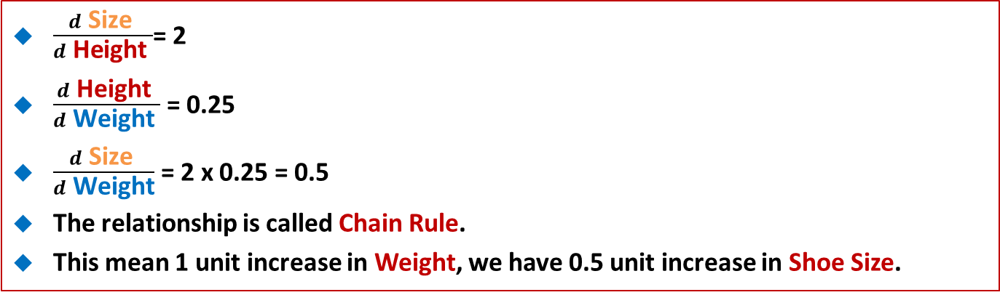 d Size
d Height = 2
d Height
d Weight = 0.25
d Size
d Weight = 2 x 0.25 = 0.5
The relationship is called Chain Rule.
This mean 1 unit increase in Weight, we have 0.5 unit increase in Shoe Size.